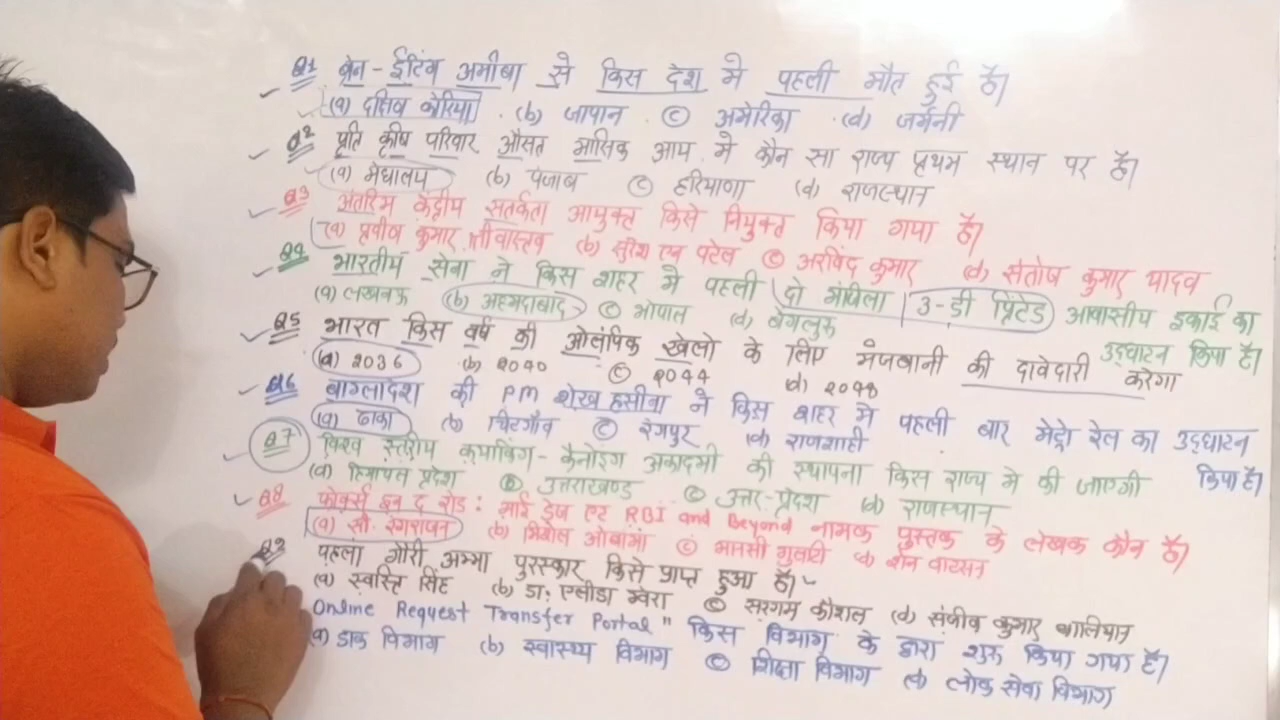 Q1 ब्रेन - ईटिंग अमीबा से किस देश मे पहली मौत हुई है।
(a) दक्षिण कोरिया (b) जापान (c) अमेरिका (d) जर्मनी
Q2 प्रति कृषि परिवार औसत मासिक आय मे कौन सा राज्य प्रथम स्थान पर है।
(a) मेघालय (b) पंजाब (c) हरियाणा (d) राजस्थान
Q3 अंतरिम केंद्रीय सतर्कता आयुक्त किसे नियुक्त किया गया है।
(a) प्रवीण कुमार श्रीवास्तव (b) सुरेश एन पटेल (c) अरविंद कुमार (d) संतोष कुमार यादव
Q4 भारतीय सेना ने किस शहर मे पहली दो मंजिला 3-डी प्रिंटेड आवासीय इकाई का
उद्घाटन किया है।
(a) लखनऊ (b) अहमदाबाद (c) भोपाल (d) बेंगलुरु
Q5 भारत किस वर्ष की ओलंपिक खेलो के लिए मेजबानी की दावेदारी करेगा
(a) 2036 (b) 2040 (c) 2044 (d) 2048
Q6 बांग्लादेश की PM शेख हसीना ने किस शहर मे पहली बार मेट्रो रेल का उद्घाटन
किया है।
(a) ढाका (b) चिटगाँव (c) रंगपुर (d) राजशाही
Q7 विश्व स्तरीय कयाकिंग - कैनोइंग अकादमी की स्थापना किस राज्य मे की जाएगी
(a) हिमाचल प्रदेश (b) उत्तराखण्ड (c) उत्तर-प्रदेश (d) राजस्थान
Q8 फोर्क्स इन द रोड : माई डेज एट RBI and Beyond नामक पुस्तक के लेखक कौन है।
(a) सी. रंगराजन (b) मिशेल ओबामा (c) मानसी गुलाटी (d) शेन वाटसन
Q9 पहला गौरी अम्मा पुरस्कार किसे प्राप्त हुआ है।
(a) स्वस्ति सिंह (b) डा. एलीडा ग्वेरा (c) सरगम कौशल (d) संजीव कुमार बालियान
Online Request Transfer Portal" किस विभाग के द्वारा शुरू किया गया है।
(a) डाक विभाग (b) स्वास्थ्य विभाग (c) शिक्षा विभाग (d) लोक सेवा विभाग